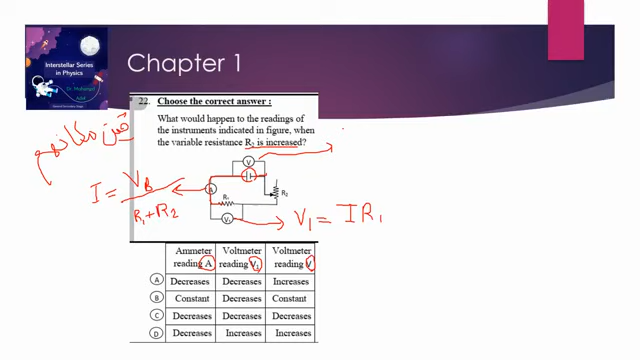 Interstellar Series
in Physics
Chapter 1
22. Choose the correct answer :
What would happen to the readings of
the instruments indicated in figure, when
the variable resistance R2 is increased?
V
A
R1
R2
V1
I = VB / R1 + R2
V1 = I R1
Ammeter reading A | Voltmeter reading V1 | Voltmeter reading V
A Decreases Decreases Increases
B Constant Decreases Constant
C Decreases Decreases Decreases
D Decreases Increases Increases